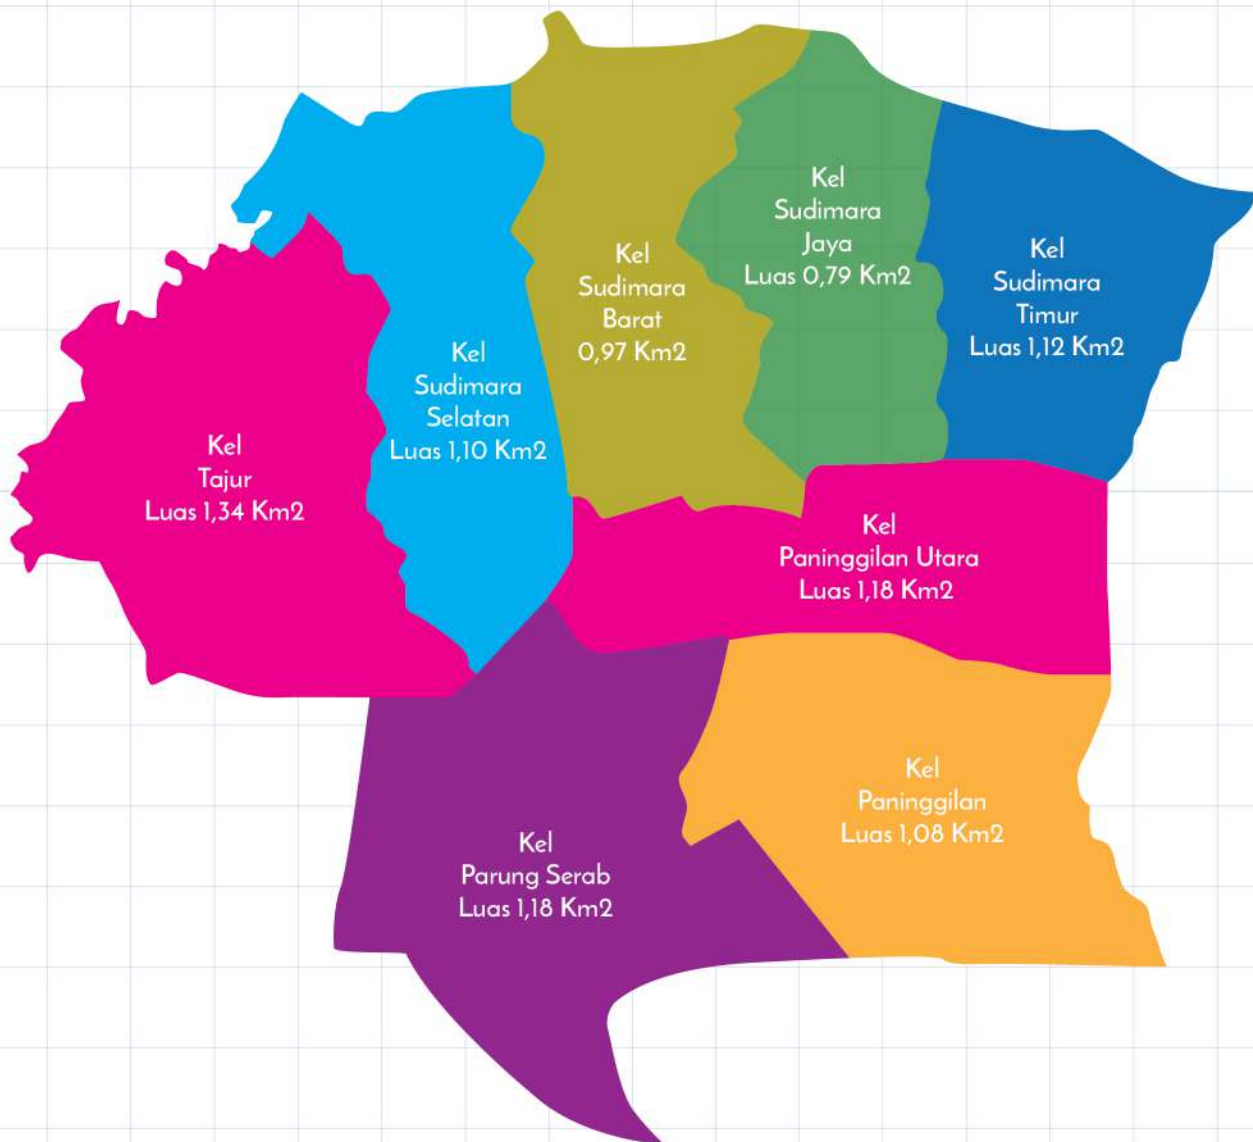 Kel
Sudimara
Jaya
Luas 0,79 Km2
Kel
Sudimara
Barat
0,97 Km2
Kel
Sudimara
Timur
Luas 1,12 Km2
Kel
Sudimara
Selatan
Luas 1,10 Km2
Kel
Tajur
Luas 1,34 Km2
Kel
Paninggilan Utara
Luas 1,18 Km2
Kel
Paninggilan
Luas 1,08 Km2
Kel
Parung Serab
Luas 1,18 Km2